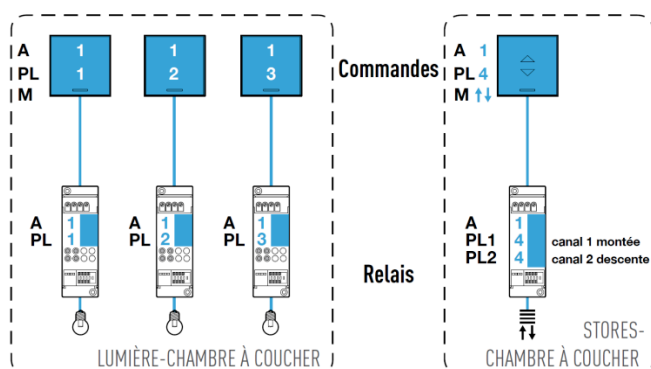 A 1 1 1 Commandes A 1
PL 1 2 3 PL 4
M M ↑↓
A 1 A 1 A 1 A 1
PL 1 PL 2 PL 3 PL1 4 canal 1 montée
PL2 4 canal 2 descente
Relais
LUMIÈRE-CHAMBRE À COUCHER
STORES-
CHAMBRE À COUCHER